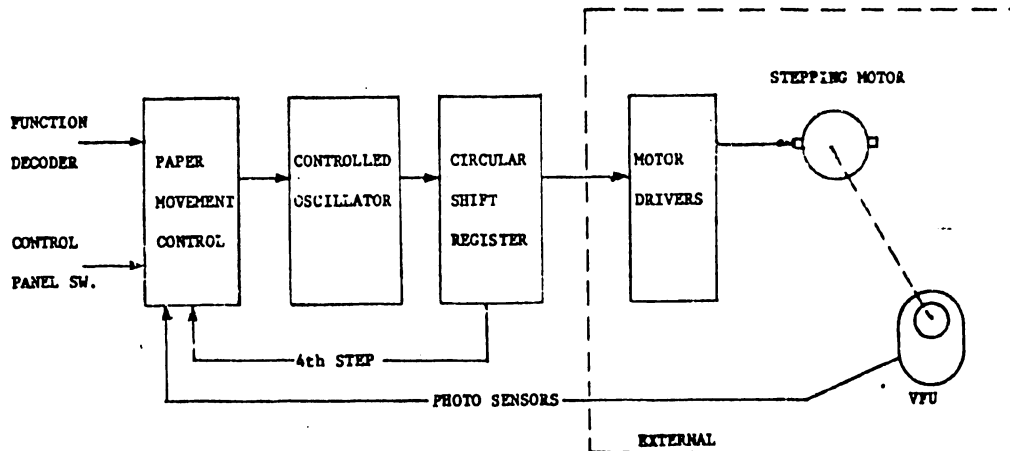 STEPPING MOTOR
FUNCTION
DECODER
PAPER
MOVEMENT
CONTROL
CONTROLLED
OSCILLATOR
CIRCULAR
SHIFT
REGISTER
MOTOR
DRIVERS
CONTROL
PANEL SW.
4th STEP
PHOTO SENSORS
VFU
EXTERNAL